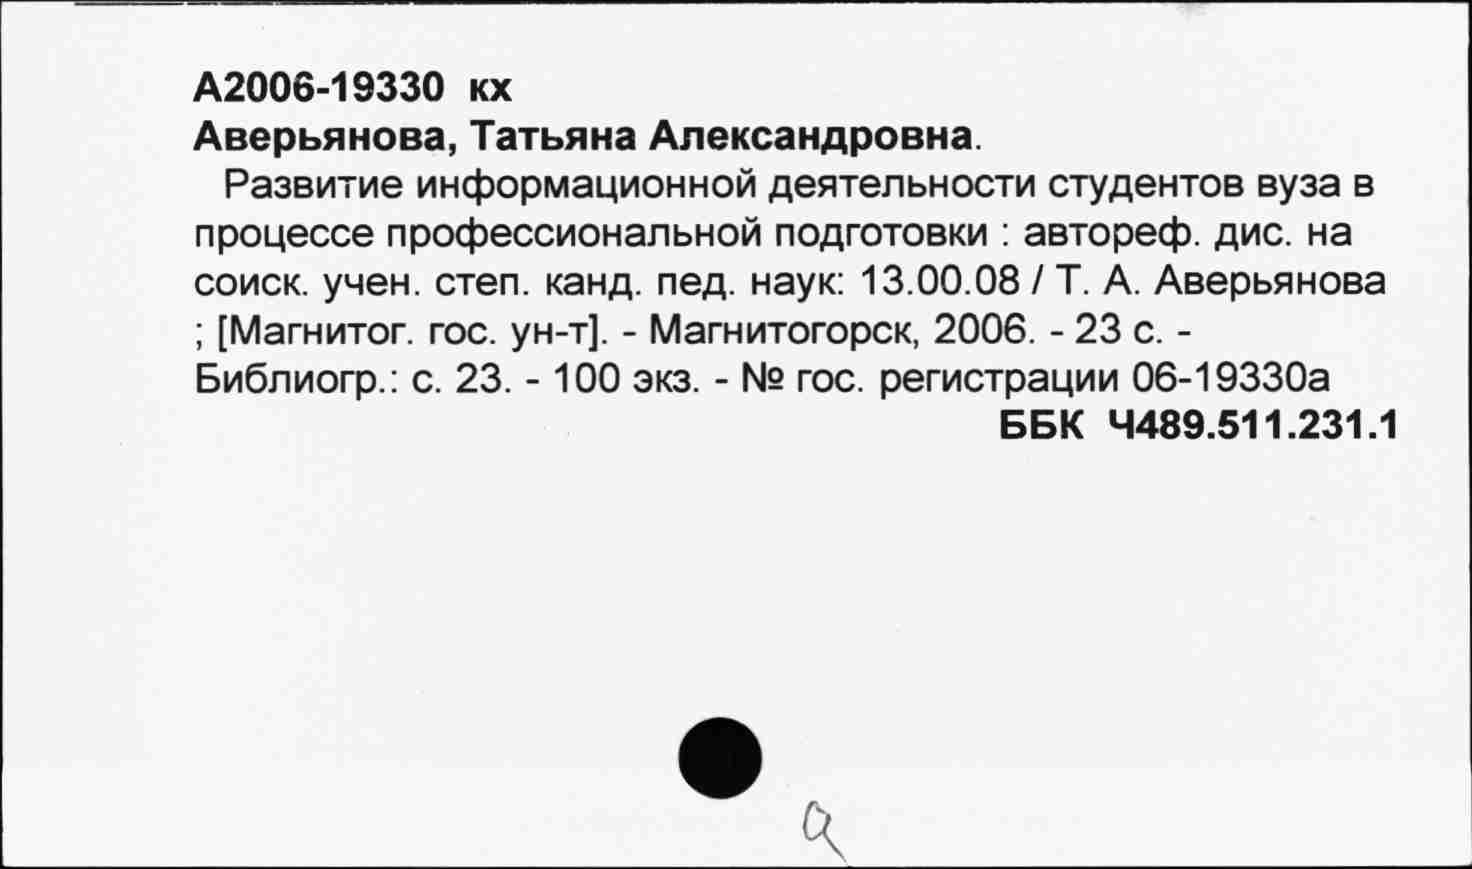 А2006-19330 кх
Аверьянова, Татьяна Александровна.
Развитие информационной деятельности студентов вуза в
процессе профессиональной подготовки : автореф. дис. на
соиск. учен. степ. канд. пед. наук: 13.00.08 / Т. А. Аверьянова
; [Магнитог. гос. ун-т]. - Магнитогорск, 2006. - 23 с. -
Библиогр.: с. 23. - 100 экз. - № гос. регистрации 06-19330а
ББК Ч489.511.231.1